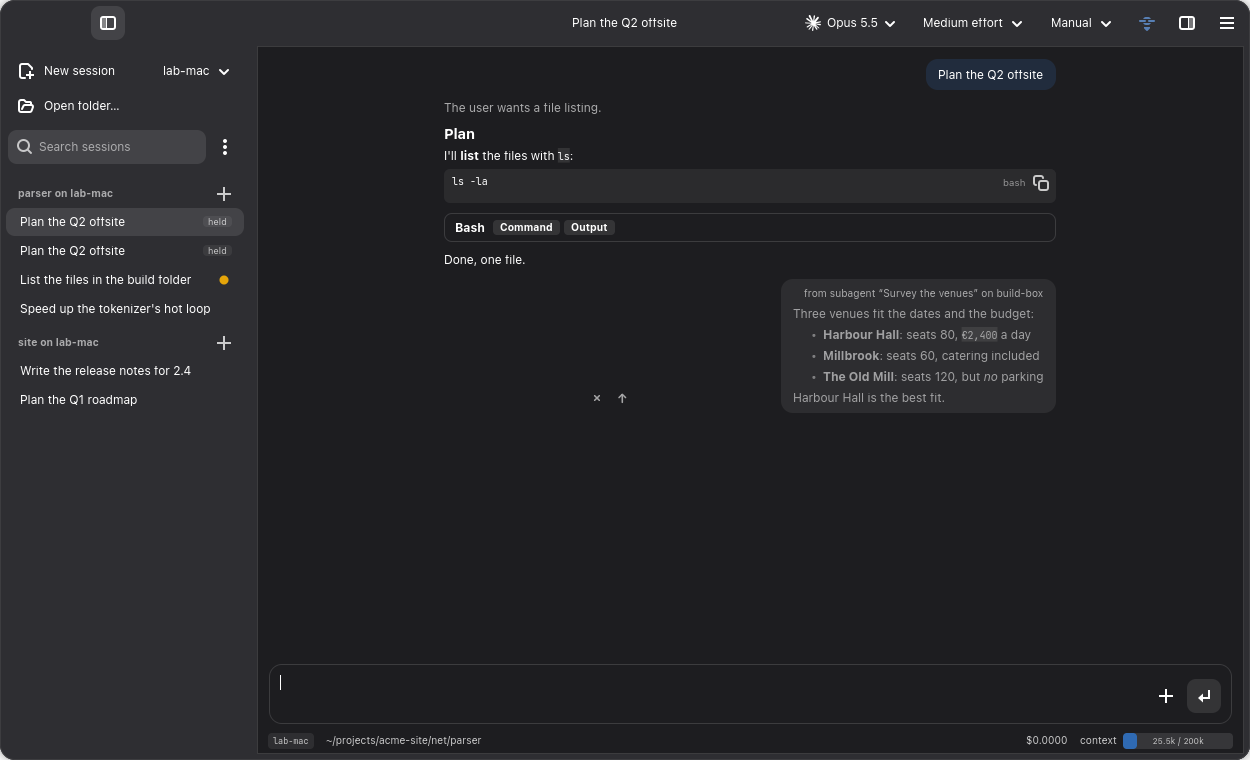 Plan the Q2 offsite
Opus 5.5
Medium effort
Manual
New session
lab-mac
Open folder...
Search sessions
parser on lab-mac
Plan the Q2 offsite
held
Plan the Q2 offsite
held
List the files in the build folder
Speed up the tokenizer's hot loop
site on lab-mac
Write the release notes for 2.4
Plan the Q1 roadmap
Plan the Q2 offsite
The user wants a file listing.
Plan
I'll list the files with ls:
ls -la
bash
Bash Command Output
Done, one file.
from subagent “Survey the venues” on build-box
Three venues fit the dates and the budget:
• Harbour Hall: seats 80, €2,400 a day
• Millbrook: seats 60, catering included
• The Old Mill: seats 120, but no parking
Harbour Hall is the best fit.
lab-mac ~/projects/acme-site/net/parser
$0.0000 context 25.5k / 200k